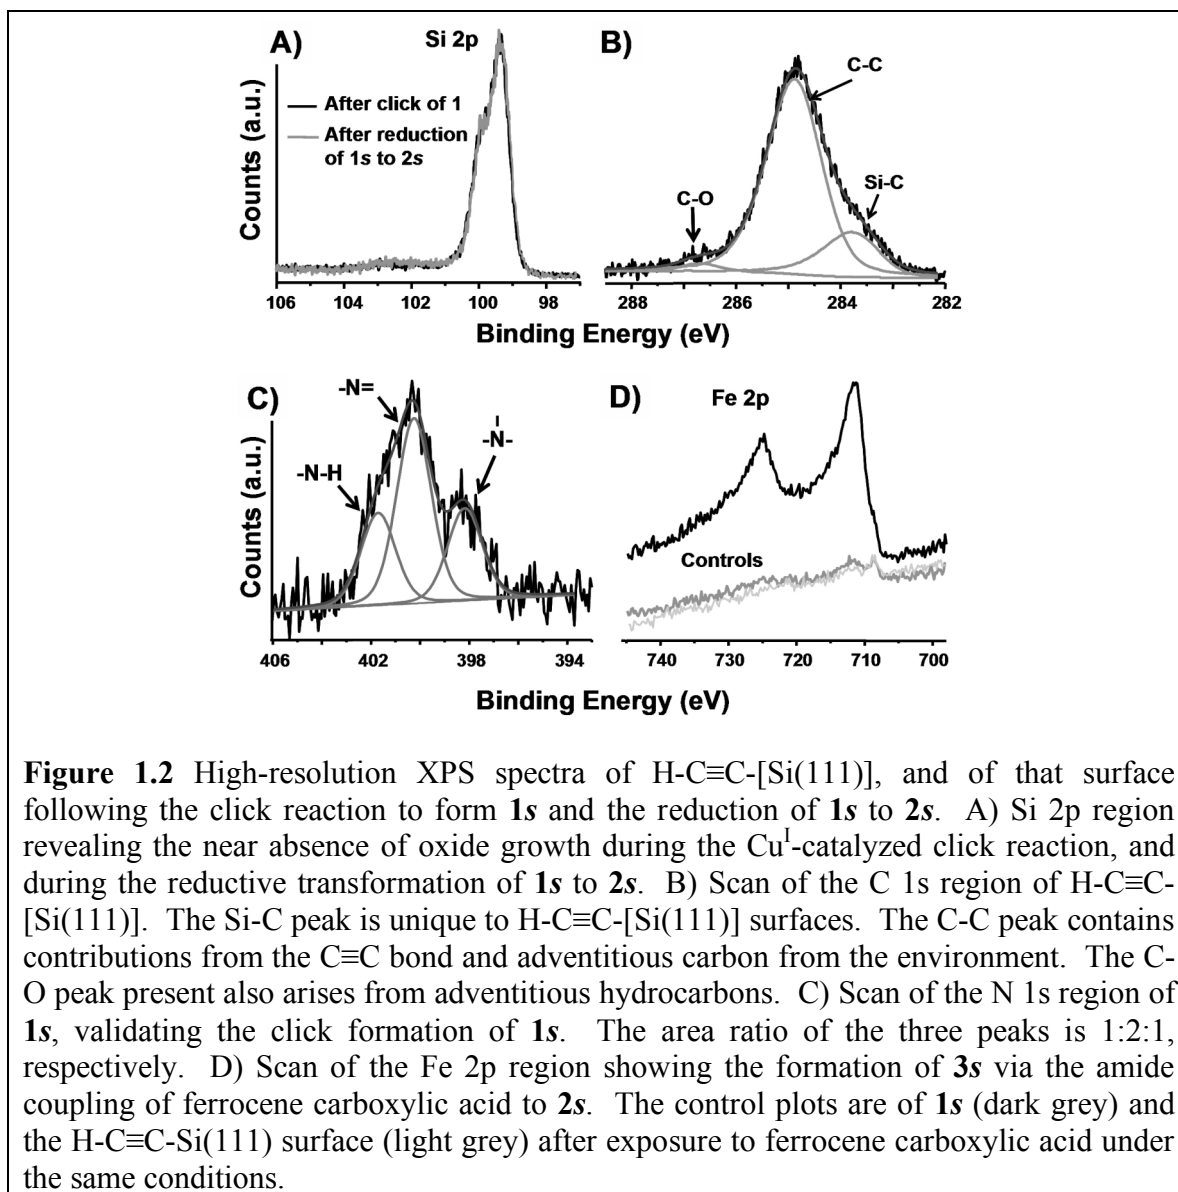 A)
Si 2p
After click of 1
After reduction
of 1s to 2s
Counts (a.u.)
106 104 102 100 98
B)
C-C
Si-C
C-O
288 286 284 282
Binding Energy (eV)
C)
-N=
-N-
-N-H
Counts (a.u.)
406 402 398 394
D)
Fe 2p
Controls
740 730 720 710 700
Binding Energy (eV)
Figure 1.2 High-resolution XPS spectra of H-C≡C-[Si(111)], and of that surface
following the click reaction to form 1s and the reduction of 1s to 2s. A) Si 2p region
revealing the near absence of oxide growth during the Cuᴵ-catalyzed click reaction, and
during the reductive transformation of 1s to 2s. B) Scan of the C 1s region of H-C≡C-
[Si(111)]. The Si-C peak is unique to H-C≡C-[Si(111)] surfaces. The C-C peak contains
contributions from the C≡C bond and adventitious carbon from the environment. The C-
O peak present also arises from adventitious hydrocarbons. C) Scan of the N 1s region of
1s, validating the click formation of 1s. The area ratio of the three peaks is 1:2:1,
respectively. D) Scan of the Fe 2p region showing the formation of 3s via the amide
coupling of ferrocene carboxylic acid to 2s. The control plots are of 1s (dark grey) and
the H-C≡C-Si(111) surface (light grey) after exposure to ferrocene carboxylic acid under
the same conditions.